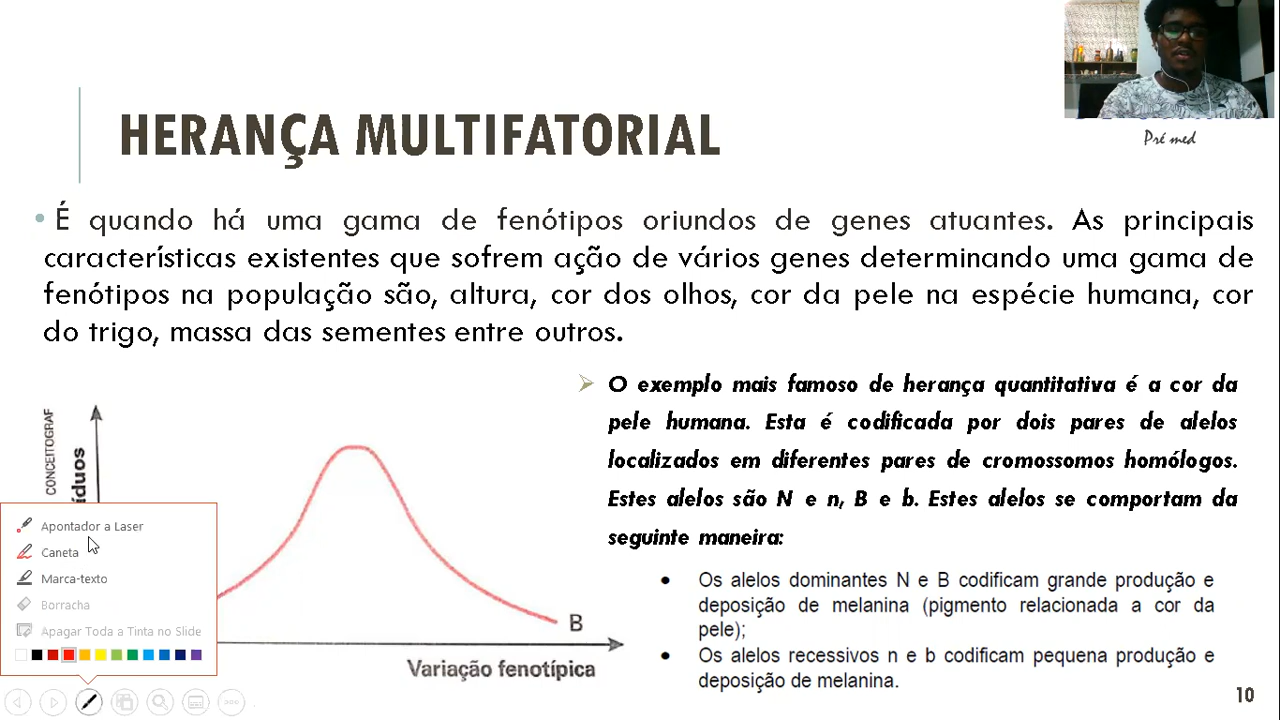 HERANÇA MULTIFATORIAL
Pré med
• É quando há uma gama de fenótipos oriundos de genes atuantes. As principais
características existentes que sofrem ação de vários genes determinando uma gama de
fenótipos na população são, altura, cor dos olhos, cor da pele na espécie humana, cor
do trigo, massa das sementes entre outros.
O exemplo mais famoso de herança quantitativa é a cor da
pele humana. Esta é codificada por dois pares de alelos
localizados em diferentes pares de cromossomos homólogos.
Estes alelos são N e n, B e b. Estes alelos se comportam da
seguinte maneira:
• Os alelos dominantes N e B codificam grande produção e
deposição de melanina (pigmento relacionada a cor da
pele);
• Os alelos recessivos n e b codificam pequena produção e
deposição de melanina.
CONCEITOGRAF
íduos
B
Variação fenotípica
Apontador a Laser
Caneta
Marca-texto
Borracha
Apagar Toda a Tinta no Slide
10